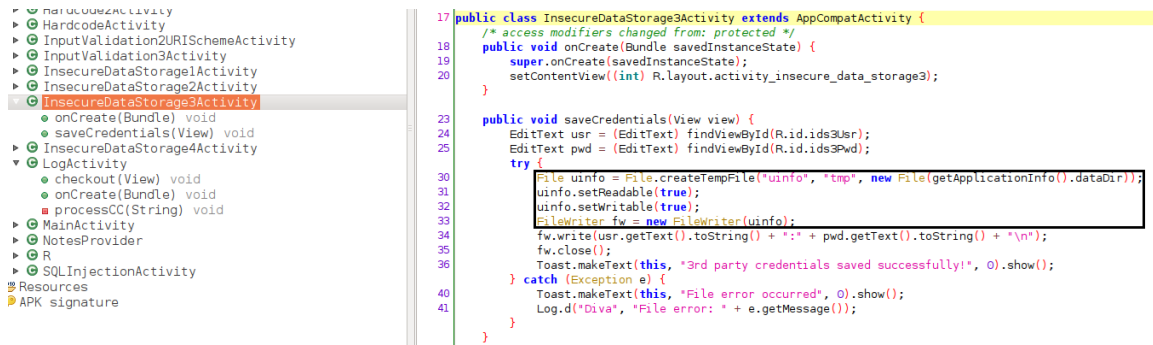 Hardcode2Activity
HardcodeActivity
InputValidation2URISchemeActivity
InputValidation3Activity
InsecureDataStorage1Activity
InsecureDataStorage2Activity
InsecureDataStorage3Activity
onCreate(Bundle) void
saveCredentials(View) void
InsecureDataStorage4Activity
LogActivity
checkout(View) void
onCreate(Bundle) void
processCC(String) void
MainActivity
NotesProvider
R
SQLInjectionActivity
Resources
APK signature
17 public class InsecureDataStorage3Activity extends AppCompatActivity {
/* access modifiers changed from: protected */
18 public void onCreate(Bundle savedInstanceState) {
19 super.onCreate(savedInstanceState);
20 setContentView((int) R.layout.activity_insecure_data_storage3);
}
23 public void saveCredentials(View view) {
24 EditText usr = (EditText) findViewById(R.id.ids3Usr);
25 EditText pwd = (EditText) findViewById(R.id.ids3Pwd);
try {
30 File uinfo = File.createTempFile("uinfo", "tmp", new File(getApplicationInfo().dataDir));
31 uinfo.setReadable(true);
32 uinfo.setWritable(true);
33 FileWriter fw = new FileWriter(uinfo);
34 fw.write(usr.getText().toString() + ":" + pwd.getText().toString() + "\n");
35 fw.close();
36 Toast.makeText(this, "3rd party credentials saved successfully!", 0).show();
} catch (Exception e) {
40 Toast.makeText(this, "File error occurred", 0).show();
41 Log.d("Diva", "File error: " + e.getMessage());
}
}